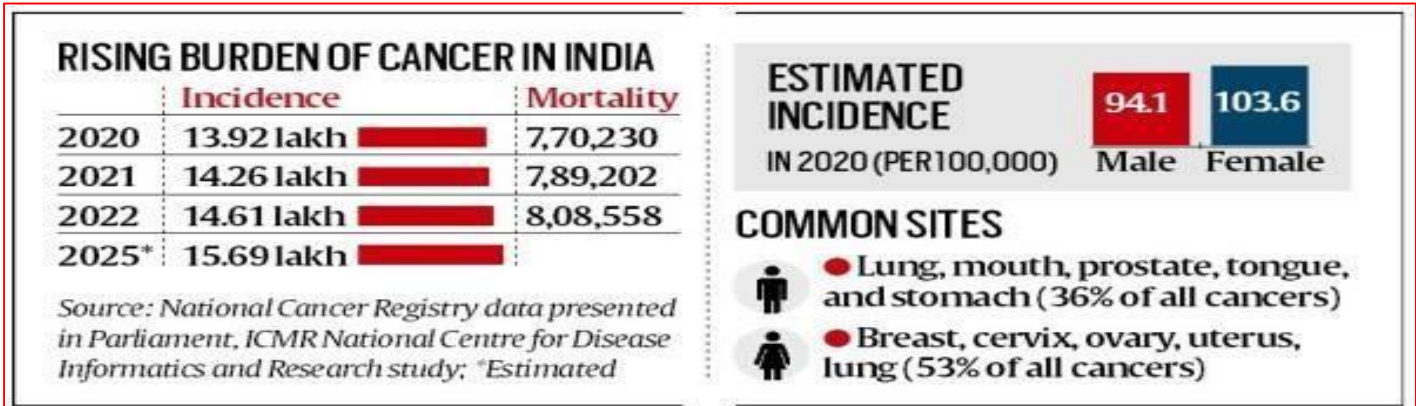 RISING BURDEN OF CANCER IN INDIA
Incidence Mortality
2020 13.92 lakh 7,70,230
2021 14.26 lakh 7,89,202
2022 14.61 lakh 8,08,558
2025* 15.69 lakh
Source: National Cancer Registry data presented
in Parliament, ICMR National Centre for Disease
Informatics and Research study; *Estimated
ESTIMATED
INCIDENCE
IN 2020 (PER100,000)
94.1 103.6
Male Female
COMMON SITES
Lung, mouth, prostate, tongue,
and stomach (36% of all cancers)
Breast, cervix, ovary, uterus,
lung (53% of all cancers)